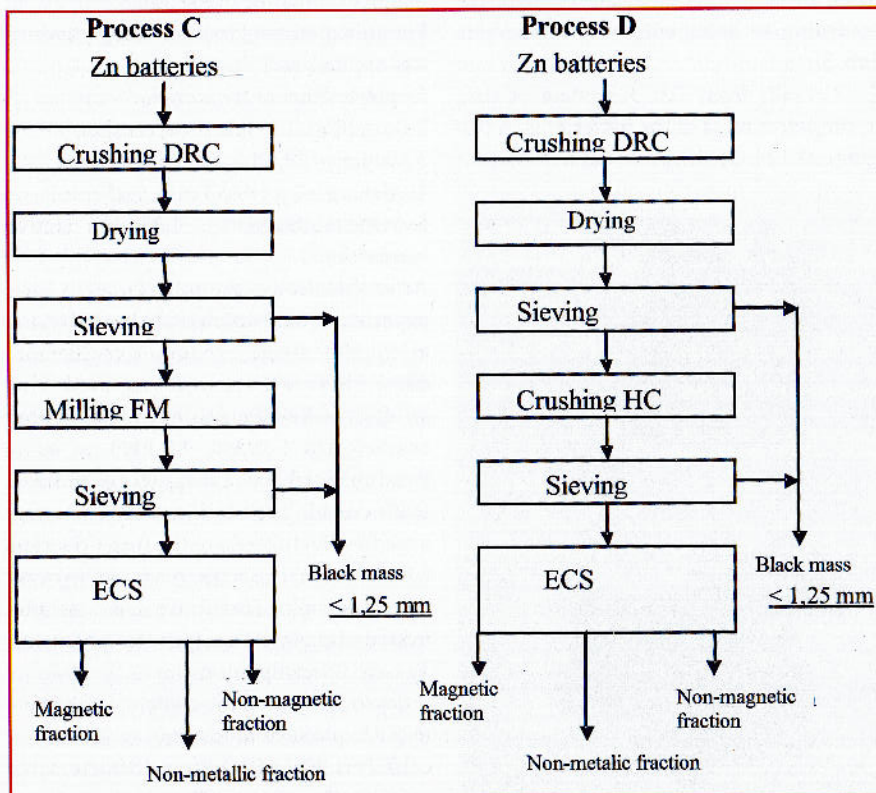 Process C
Zn batteries
Crushing DRC
Drying
Sieving
Milling FM
Sieving
ECS
Black mass
< 1,25 mm
Magnetic
fraction
Non-magnetic
fraction
Non-metallic fraction
Process D
Zn batteries
Crushing DRC
Drying
Sieving
Crushing HC
Sieving
ECS
Black mass
< 1,25 mm
Magnetic
fraction
Non-magnetic
fraction
Non-metalic fraction